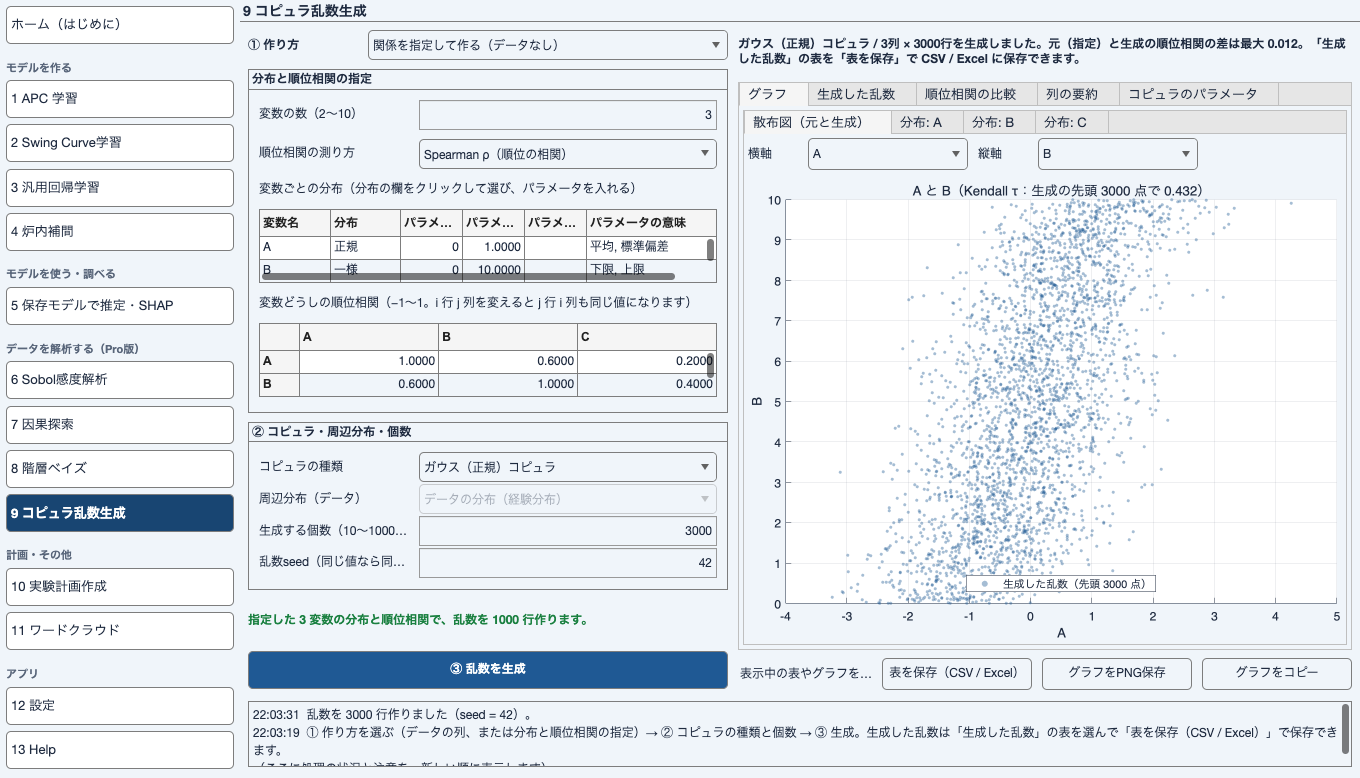 ホーム（はじめに）
モデルを作る
1 APC 学習
2 Swing Curve学習
3 汎用回帰学習
4 炉内補間
モデルを使う・調べる
5 保存モデルで推定・SHAP
データを解析する（Pro版）
6 Sobol感度解析
7 因果探索
8 階層ベイズ
9 コピュラ乱数生成
計画・その他
10 実験計画作成
11 ワードクラウド
アプリ
12 設定
13 Help
9 コピュラ乱数生成
① 作り方
関係を指定して作る（データなし）
分布と順位相関の指定
変数の数（2～10）
3
順位相関の測り方
Spearman ρ（順位の相関）
変数ごとの分布（分布の欄をクリックして選び、パラメータを入れる）
変数名 分布 パラメ... パラメ... パラメ... パラメータの意味
A 正規 0 1.0000 平均, 標準偏差
B 一様 0 10.0000 下限, 上限
変数どうしの順位相関（−1～1。i 行 j 列を変えると j 行 i 列も同じ値になります）
A B C
A 1.0000 0.6000 0.2000
B 0.6000 1.0000 0.4000
② コピュラ・周辺分布・個数
コピュラの種類
ガウス（正規）コピュラ
周辺分布（データ）
データの分布（経験分布）
生成する個数（10～1000...
3000
乱数seed（同じ値なら同...
42
指定した 3 変数の分布と順位相関で、乱数を 1000 行作ります。
③ 乱数を生成
ガウス（正規）コピュラ / 3列 × 3000行を生成しました。元（指定）と生成の順位相関の差は最大 0.012。「生成
した乱数」の表を「表を保存」で CSV / Excel に保存できます。
グラフ 生成した乱数 順位相関の比較 列の要約 コピュラのパラメータ
散布図（元と生成） 分布: A 分布: B 分布: C
横軸 A 縦軸 B
A と B（Kendall τ：生成の先頭 3000 点で 0.432）
10
9
8
7
6
5
4
3
2
1
0
B
生成した乱数（先頭 3000 点）
-4 -3 -2 -1 0 1 2 3 4 5
A
表示中の表やグラフを...
表を保存（CSV / Excel）
グラフをPNG保存
グラフをコピー
22:03:31 乱数を 3000 行作りました（seed = 42）。
22:03:19 ① 作り方を選ぶ（データの列、または分布と順位相関の指定）→ ② コピュラの種類と個数 → ③ 生成。生成した乱数は「生成した乱数」の表を選んで「表を保存（CSV / Excel）」で保存でき
ます。